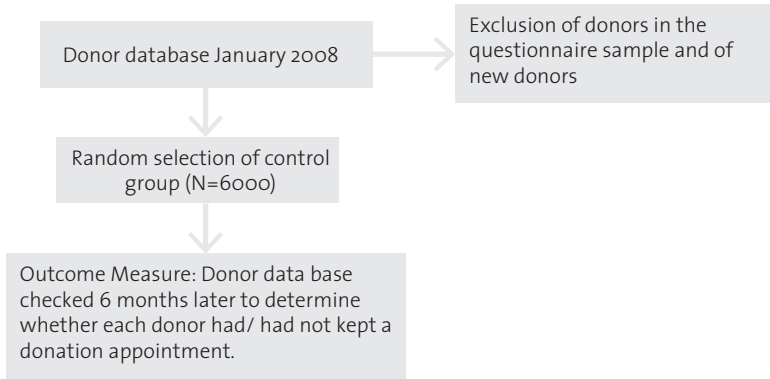 Donor database January 2008
Exclusion of donors in the
questionnaire sample and of
new donors
Random selection of control
group (N=6000)
Outcome Measure: Donor data base
checked 6 months later to determine
whether each donor had/ had not kept a
donation appointment.